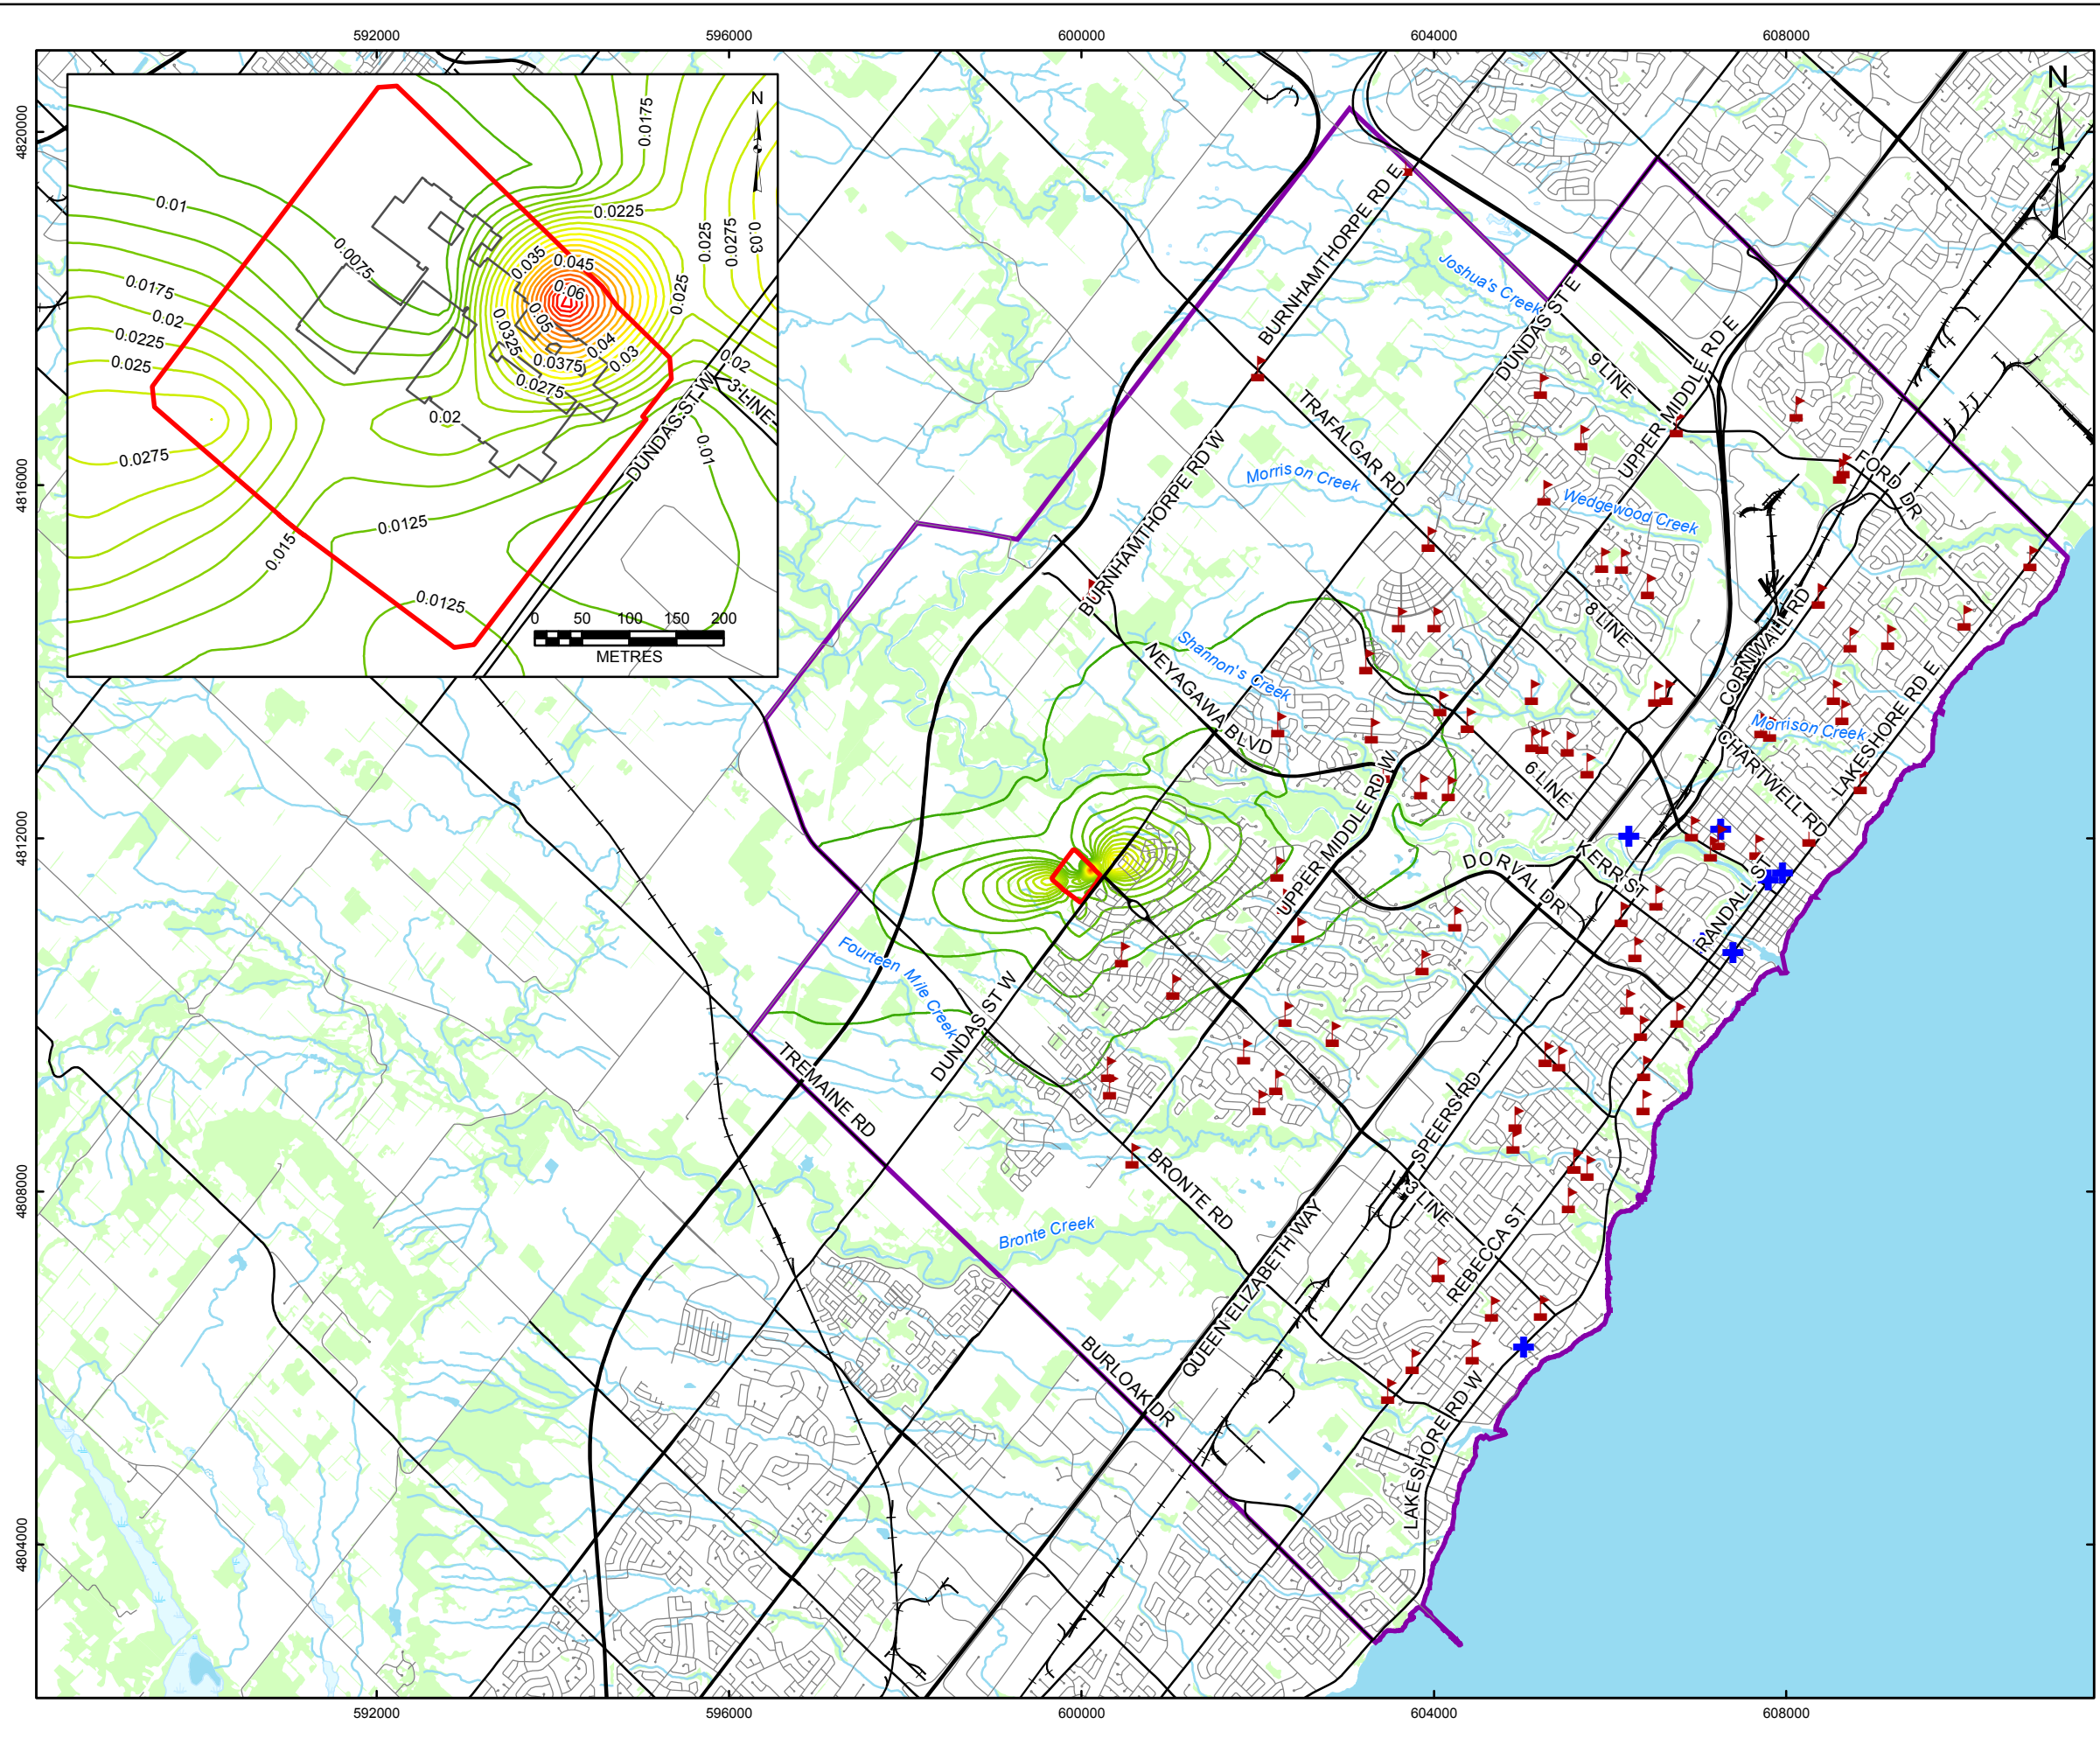 592000
596000
600000
604000
608000
4820000
4816000
4812000
4808000
4804000
N
N
0.0175
0.01
0.0225
0.025
0.0275
0.03
0.0075
0.035
0.045
0.06
0.025
0.0175
0.02
0.0225
0.025
0.05
0.0325
0.04
0.03
0.0375
0.0275
0.02
3 LINE
0.02
0.01
DUNDAS ST W
0.0275
0.0125
0.015
0.0125
0 50 100 150 200
METRES
BURNHAMTHORPE RD E
Joshua's Creek
DUNDAS ST E
9 LINE
UPPER MIDDLE RD E
TRAFALGAR RD
FORD DR
BURNHAMTHORPE RD W
Morrison Creek
Wedgewood Creek
8 LINE
CORNWALL RD
Shannon's Creek
NEYAGAWA BLVD
Morrison Creek
LAKESHORE RD E
CHARTWELL RD
6 LINE
UPPER MIDDLE RD W
DORVAL DR
KERR ST
RANDALL ST
Fourteen Mile Creek
DUNDAS ST W
TREMAINE RD
SPEERS RD
BRONTE RD
3 LINE
Bronte Creek
REBECCA ST
QUEEN ELIZABETH WAY
BURLOAK DR
LAKESHORE RD W
592000
596000
600000
604000
608000